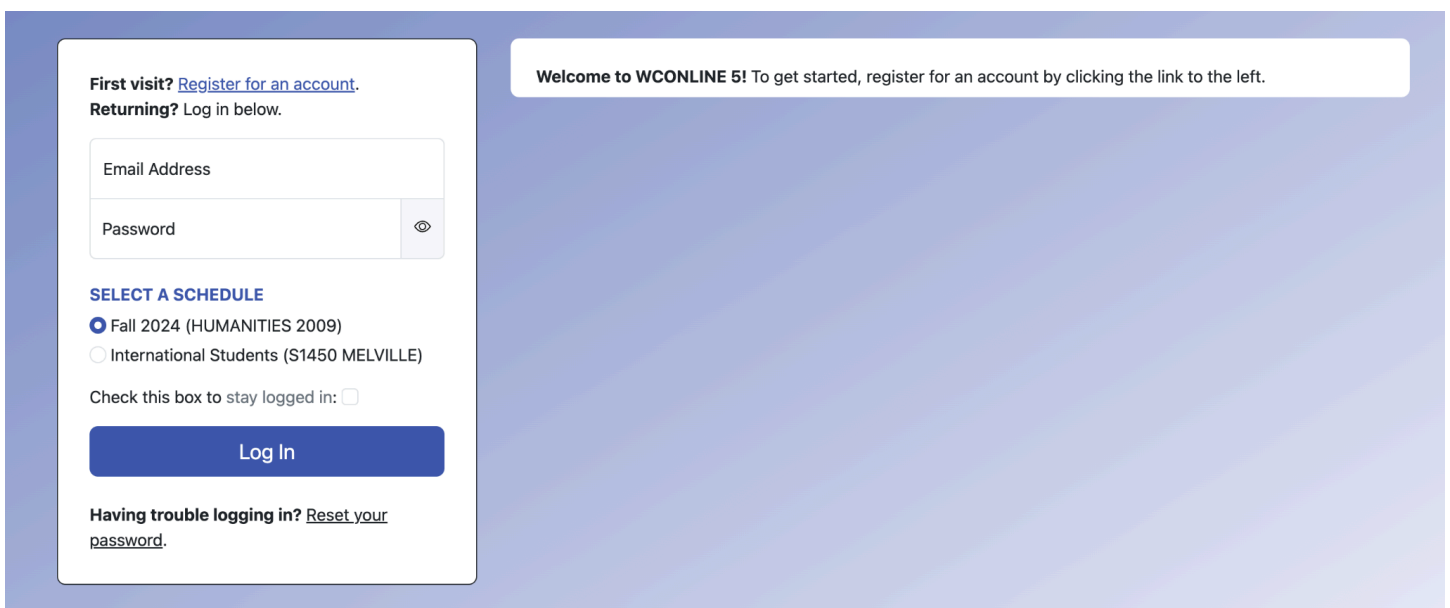 First visit? Register for an account.
Returning? Log in below.
Email Address
Password
SELECT A SCHEDULE
Fall 2024 (HUMANITIES 2009)
International Students (S1450 MELVILLE)
Check this box to stay logged in:
Log In
Having trouble logging in? Reset your
password.
Welcome to WCONLINE 5! To get started, register for an account by clicking the link to the left.